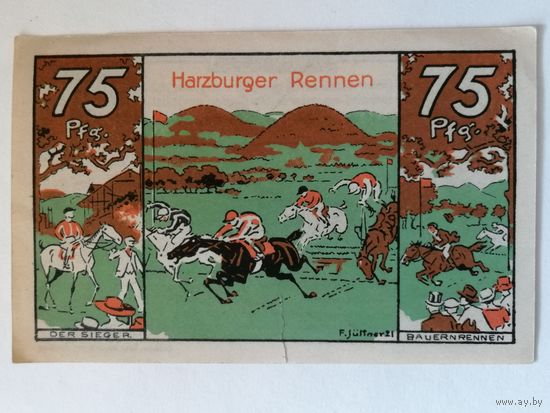 75
Pfg.
Harzburger Rennen
75
Pfg.
DER SIEGER.
F. Jüttner 21
BAUERNRENNEN
www.ay.by